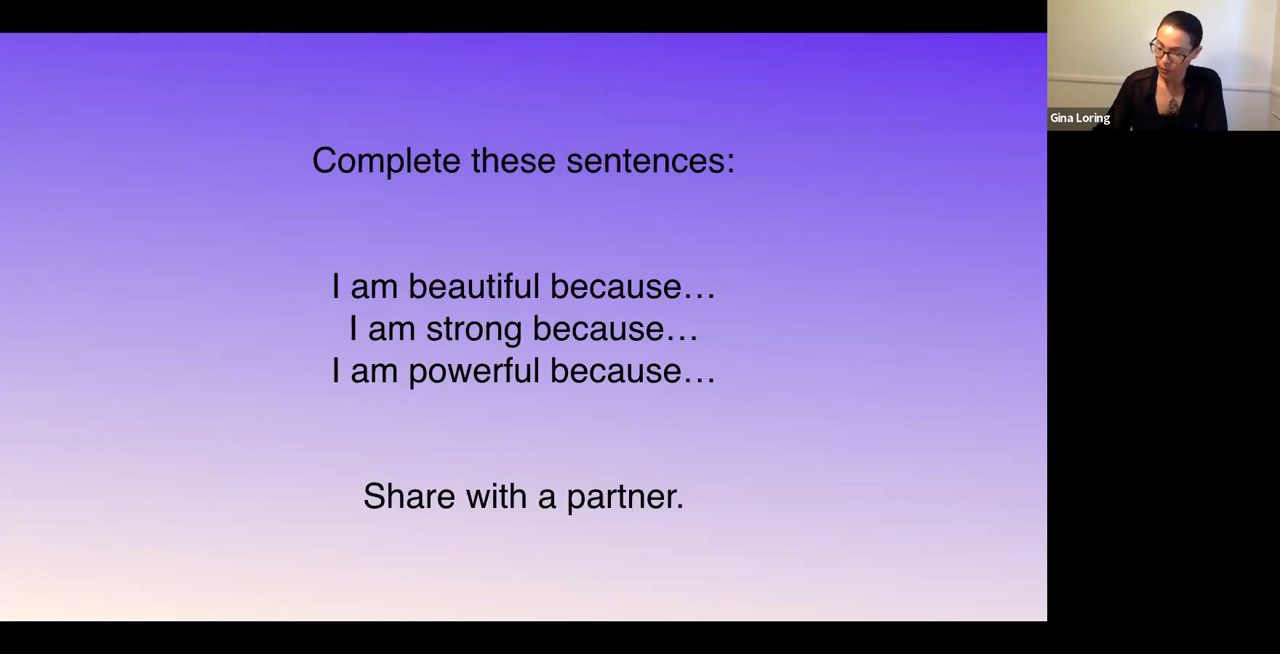 Complete these sentences:
I am beautiful because…
I am strong because…
I am powerful because…
Share with a partner.
Gina Loring